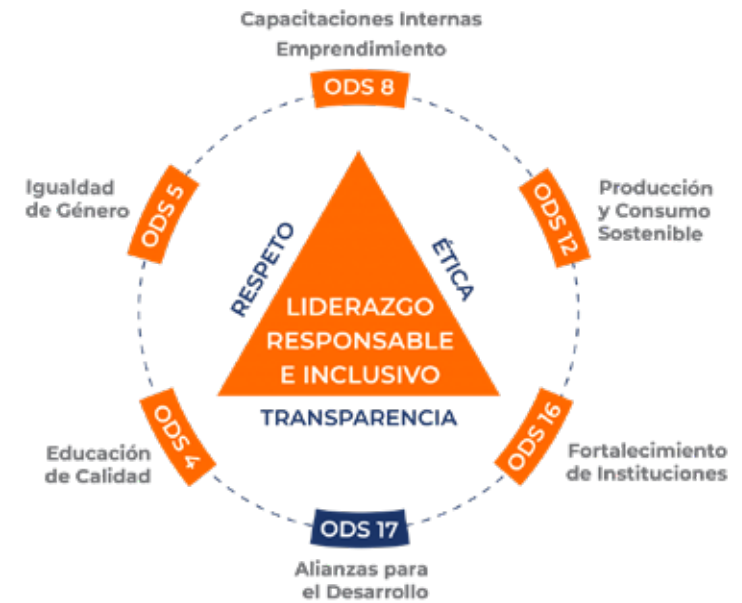 Capacitaciones Internas
Emprendimiento
ODS 8
Igualdad
de Género
ODS 5
ODS 12
Producción
y Consumo
Sostenible
RESPETO
ÉTICA
LIDERAZGO
RESPONSABLE
E INCLUSIVO
TRANSPARENCIA
Educación
de Calidad
ODS 4
ODS 16
Fortalecimiento
de Instituciones
ODS 17
Alianzas para
el Desarrollo